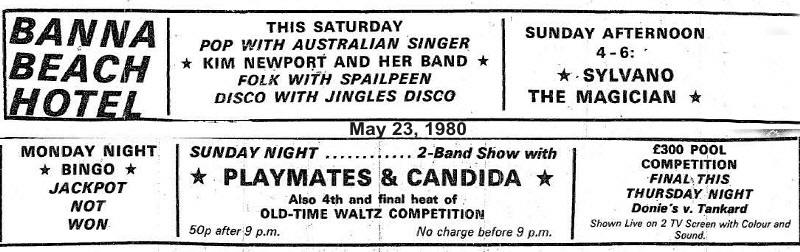 BANNA
BEACH
HOTEL
THIS SATURDAY
POP WITH AUSTRALIAN SINGER
★ KIM NEWPORT AND HER BAND ★
FOLK WITH SPAILPEEN
DISCO WITH JINGLES DISCO
SUNDAY AFTERNOON
4-6:
★ SYLVANO
THE MAGICIAN ★
May 23, 1980
MONDAY NIGHT
★ BINGO ★
JACKPOT
NOT
WON
SUNDAY NIGHT ............ 2-Band Show with
★ PLAYMATES & CANDIDA ★
Also 4th and final heat of
OLD-TIME WALTZ COMPETITION
50p after 9 p.m. No charge before 9 p.m.
£300 POOL
COMPETITION
FINAL THIS
THURSDAY NIGHT
Donie's v. Tankard
Shown Live on 2 TV Screen with Colour and
Sound.